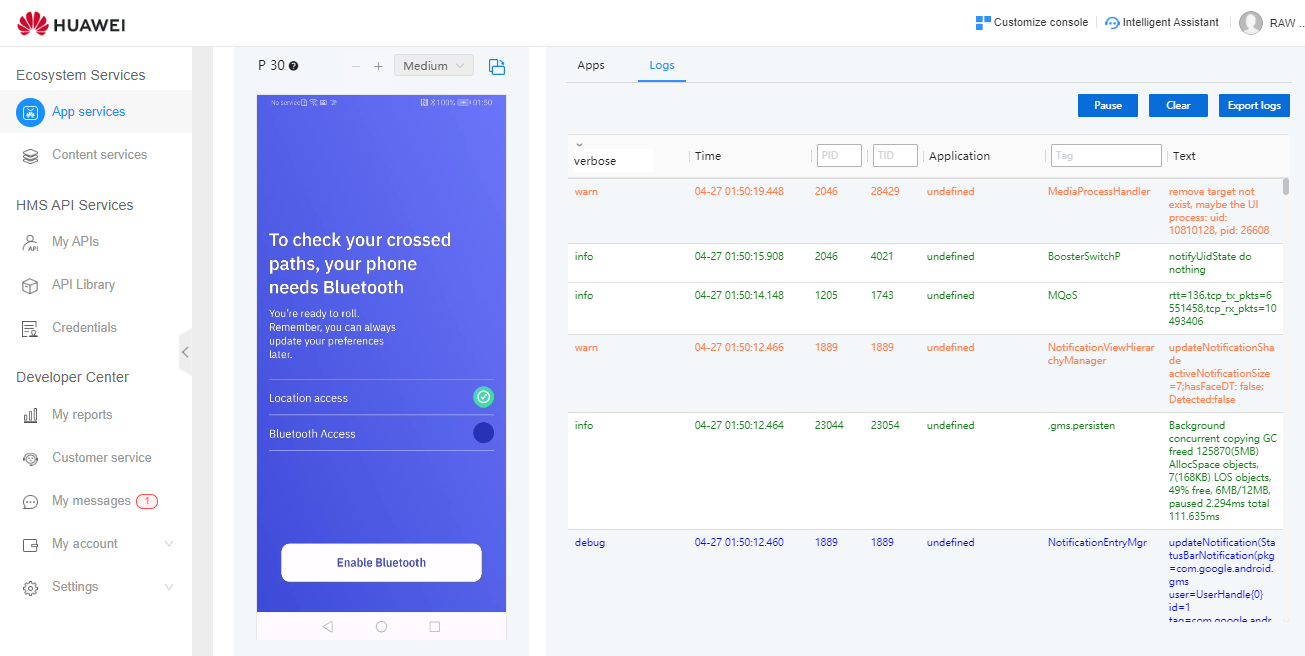 HUAWEI
Customize console
Intelligent Assistant
RAW ..
Ecosystem Services
App services
Content services
HMS API Services
My APIs
API Library
Credentials
Developer Center
My reports
Customer service
My messages 1
My account
Settings
P 30
Medium
No service
100%
01:50
To check your crossed
paths, your phone
needs Bluetooth
You're ready to roll.
Remember, you can always
update your preferences
later.
Location access
Bluetooth Access
Enable Bluetooth
Apps Logs
Pause Clear Export logs
verbose Time PID TID Application Tag Text
warn 04-27 01:50:19.448 2046 28429 undefined MediaProcessHandler remove target not
exist, maybe the UI
process: uid:
10810128, pid: 26608
info 04-27 01:50:15.908 2046 4021 undefined BoosterSwitchP notifyUidState do
nothing
info 04-27 01:50:14.148 1205 1743 undefined MQoS rtt=136,tcp_tx_pkts=6
551458,tcp_rx_pkts=10
493406
warn 04-27 01:50:12.466 1889 1889 undefined NotificationViewHierar updateNotificationSha
chyManager de
activeNotificationSize
=7;hasFaceDT: false;
Detected:false
info 04-27 01:50:12.464 23044 23054 undefined .gms.persisten Background
concurrent copying GC
freed 125870(5MB)
AllocSpace objects,
7(168KB) LOS objects,
49% free, 6MB/12MB,
paused 2.294ms total
111.635ms
debug 04-27 01:50:12.460 1889 1889 undefined NotificationEntryMgr updateNotification(Sta
tusBarNotification(pkg
=com.google.android.
gms
user=UserHandle{0}
id=1
tag=com.google.andr